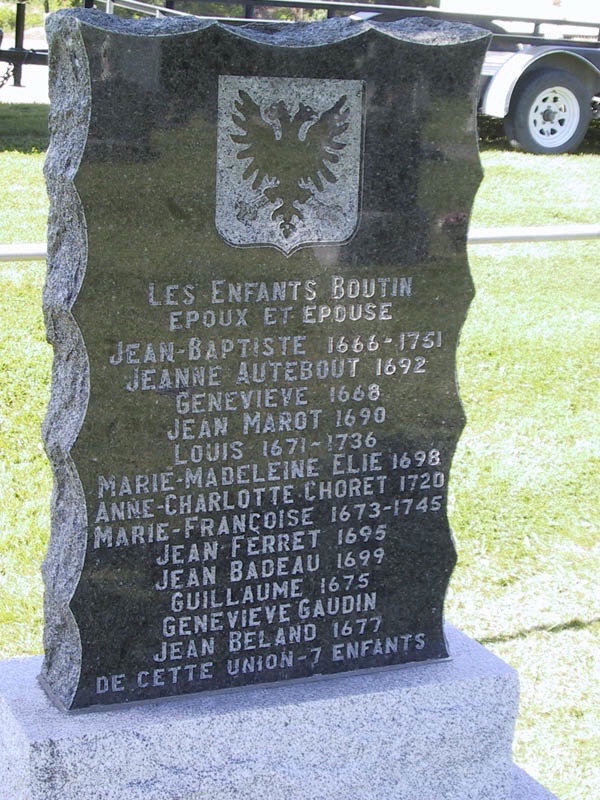 LES ENFANTS BOUTIN
EPOUX ET EPOUSE
JEAN-BAPTISTE 1666-1751
JEANNE AUTEBOUT 1692
GENEVIEVE 1668
JEAN MAROT 1690
LOUIS 1671-1736
MARIE-MADELEINE ELIE 1698
ANNE-CHARLOTTE CHORET 1720
MARIE-FRANÇOISE 1673-1745
JEAN FERRET 1695
JEAN BADEAU 1699
GUILLAUME 1675
GENEVIEVE GAUDIN
JEAN BELAND 1677
DE CETTE UNION-7 ENFANTS